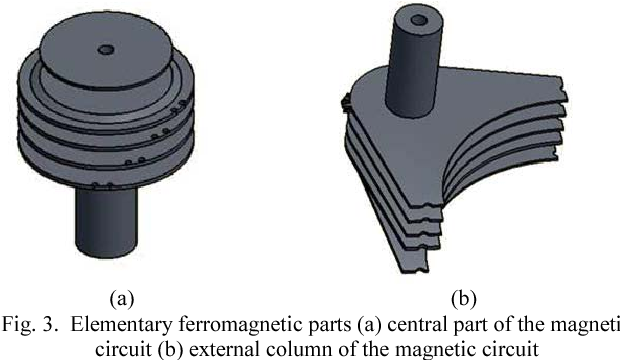 (a) (b)
Fig. 3. Elementary ferromagnetic parts (a) central part of the magneti
circuit (b) external column of the magnetic circuit